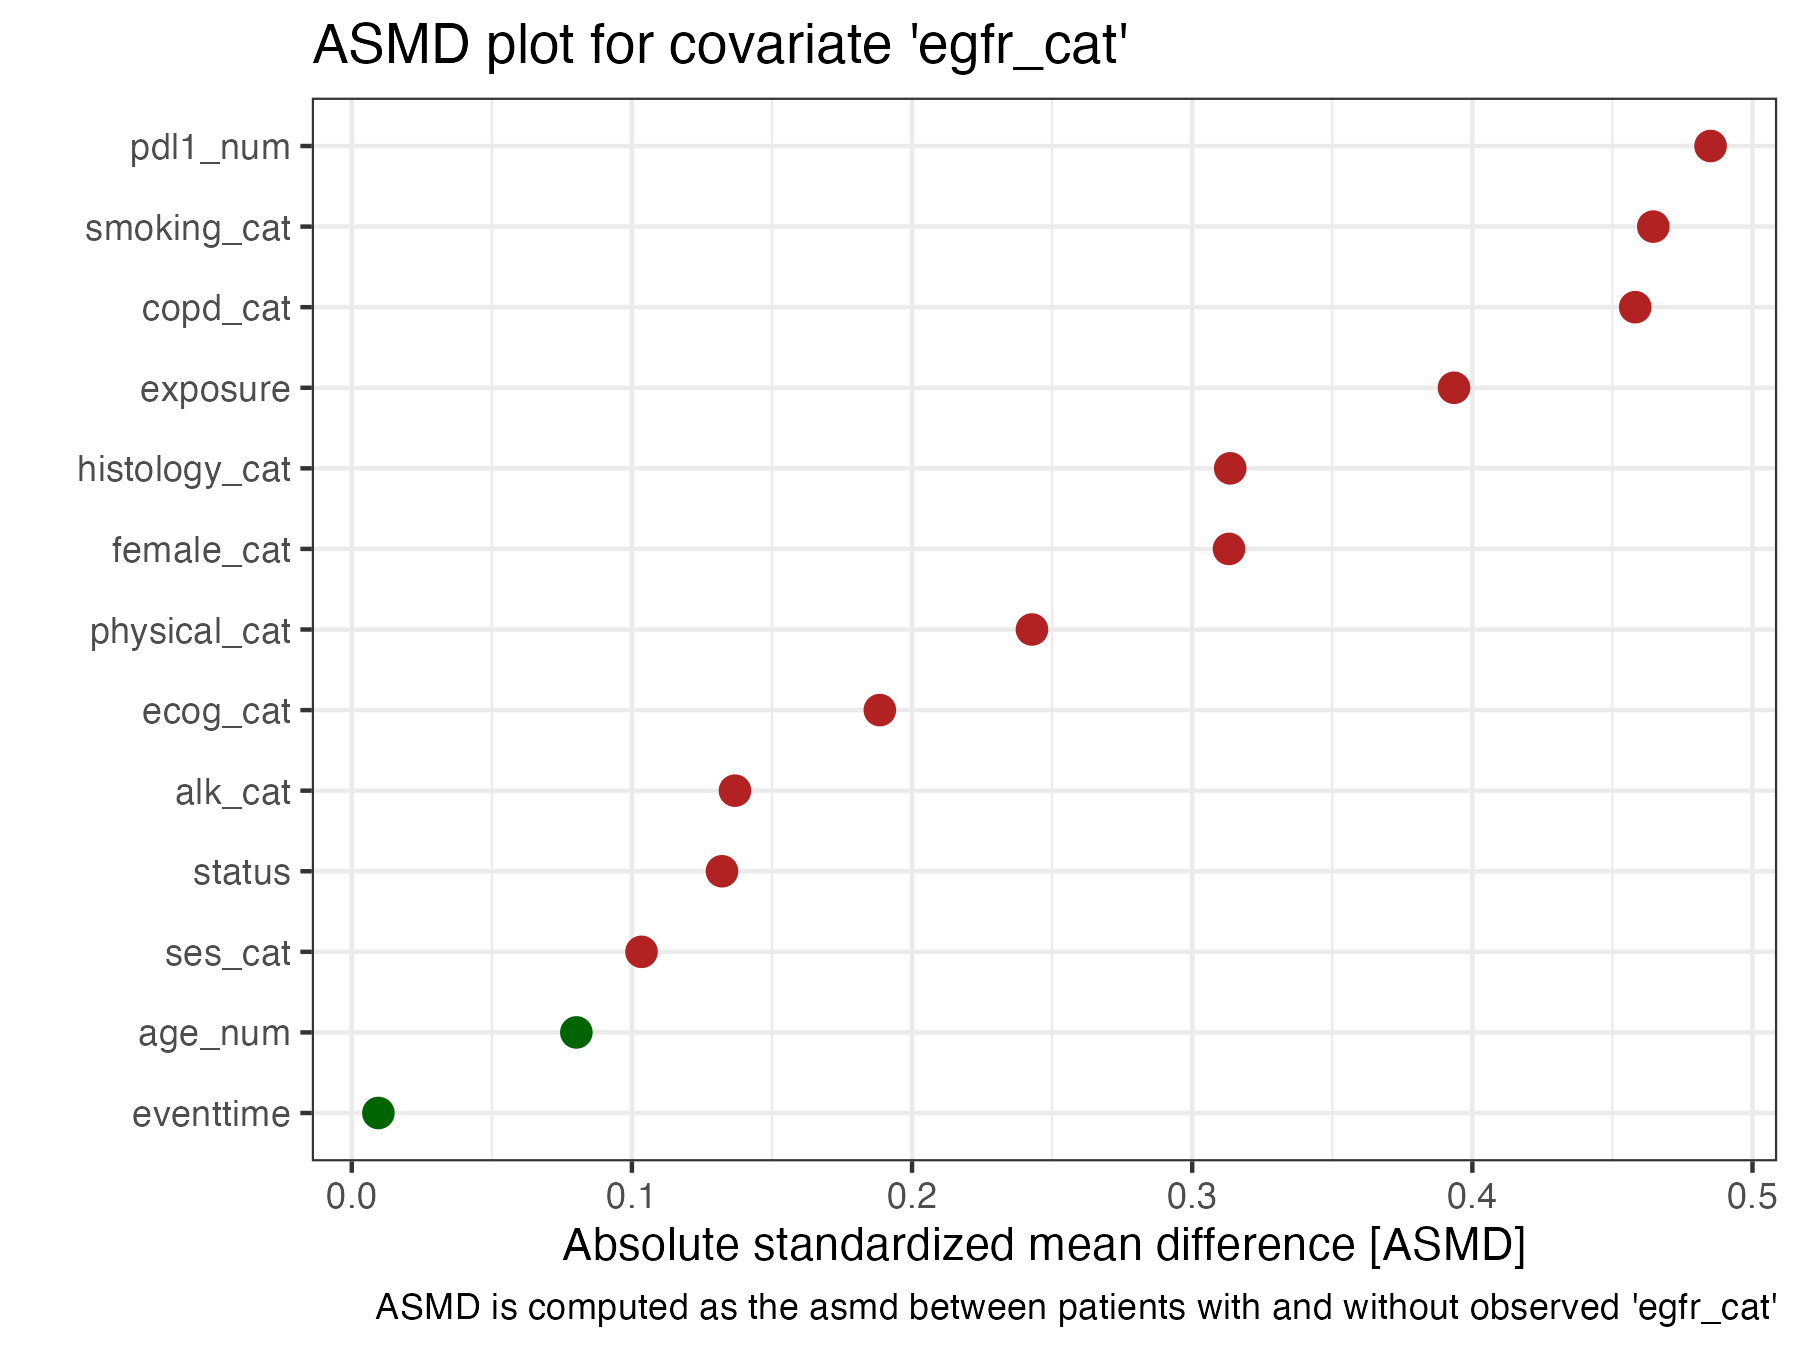 ASMD plot for covariate 'egfr_cat'
pdl1_num
smoking_cat
copd_cat
exposure
histology_cat
female_cat
physical_cat
ecog_cat
alk_cat
status
ses_cat
age_num
eventtime
0.0 0.1 0.2 0.3 0.4 0.5
Absolute standardized mean difference [ASMD]
ASMD is computed as the asmd between patients with and without observed 'egfr_cat'